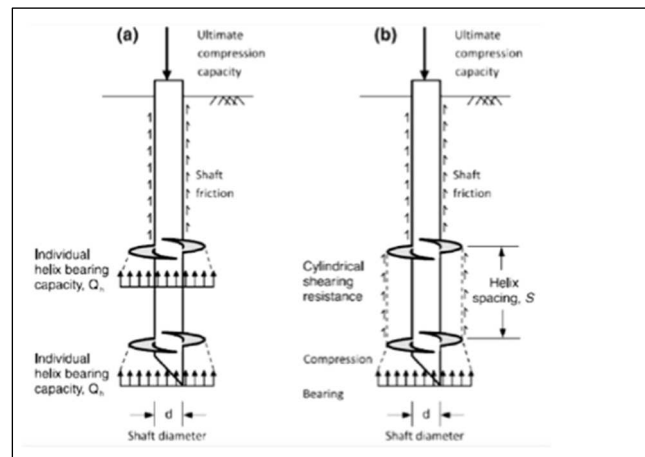 (a)
Ultimate
compression
capacity
Shaft
friction
Individual
helix bearing
capacity, Qₕ
Individual
helix bearing
capacity, Qₕ
d
Shaft diameter
(b)
Ultimate
compression
capacity
Shaft
friction
Cylindrical
shearing
resistance
Helix
spacing, S
Compression
Bearing
d
Shaft diameter